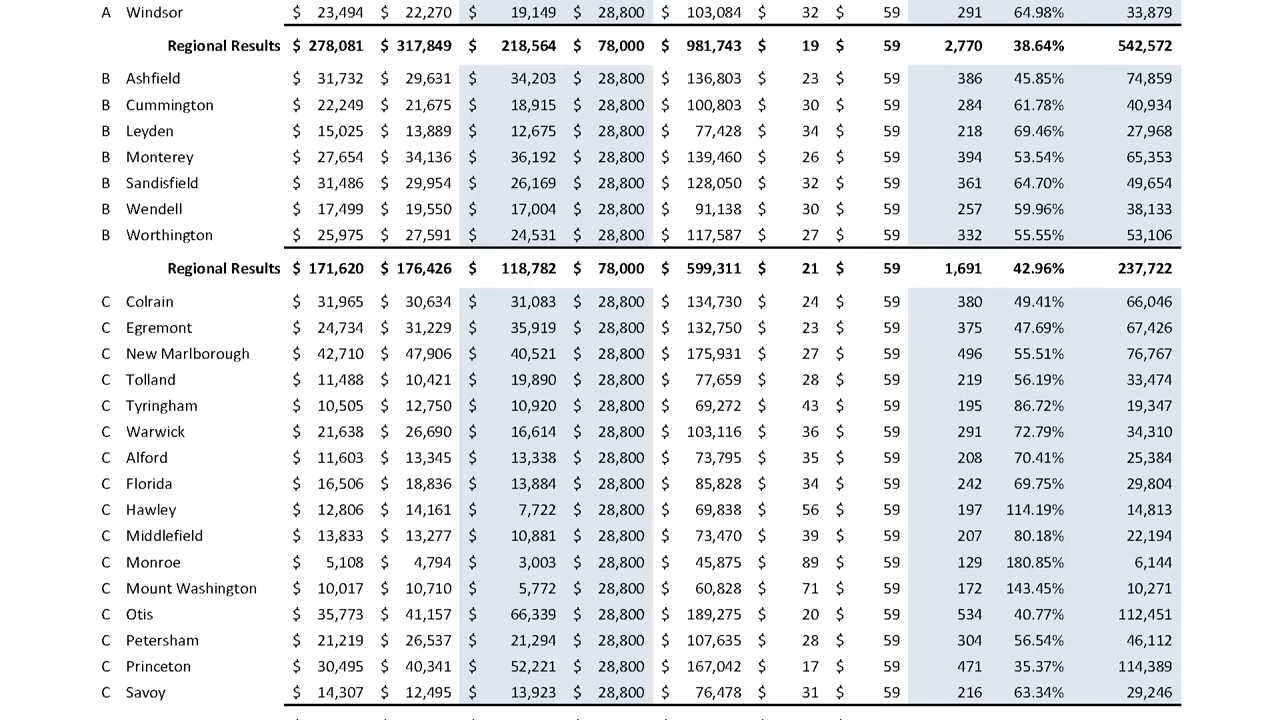 A Windsor $ 23,494 $ 22,270 $ 19,149 $ 28,800 $ 103,084 $ 32 $ 59 291 64.98% 33,879
Regional Results $ 278,081 $ 317,849 $ 218,564 $ 78,000 $ 981,743 $ 19 $ 59 2,770 38.64% 542,572
B Ashfield $ 31,732 $ 29,631 $ 34,203 $ 28,800 $ 136,803 $ 23 $ 59 386 45.85% 74,859
B Cummington $ 22,249 $ 21,675 $ 18,915 $ 28,800 $ 100,803 $ 30 $ 59 284 61.78% 40,934
B Leyden $ 15,025 $ 13,889 $ 12,675 $ 28,800 $ 77,428 $ 34 $ 59 218 69.46% 27,968
B Monterey $ 27,654 $ 34,136 $ 36,192 $ 28,800 $ 139,460 $ 26 $ 59 394 53.54% 65,353
B Sandisfield $ 31,486 $ 29,954 $ 26,169 $ 28,800 $ 128,050 $ 32 $ 59 361 64.70% 49,654
B Wendell $ 17,499 $ 19,550 $ 17,004 $ 28,800 $ 91,138 $ 30 $ 59 257 59.96% 38,133
B Worthington $ 25,975 $ 27,591 $ 24,531 $ 28,800 $ 117,587 $ 27 $ 59 332 55.55% 53,106
Regional Results $ 171,620 $ 176,426 $ 118,782 $ 78,000 $ 599,311 $ 21 $ 59 1,691 42.96% 237,722
C Colrain $ 31,965 $ 30,634 $ 31,083 $ 28,800 $ 134,730 $ 24 $ 59 380 49.41% 66,046
C Egremont $ 24,734 $ 31,229 $ 35,919 $ 28,800 $ 132,750 $ 23 $ 59 375 47.69% 67,426
C New Marlborough $ 42,710 $ 47,906 $ 40,521 $ 28,800 $ 175,931 $ 27 $ 59 496 55.51% 76,767
C Tolland $ 11,488 $ 10,421 $ 19,890 $ 28,800 $ 77,659 $ 28 $ 59 219 56.19% 33,474
C Tyringham $ 10,505 $ 12,750 $ 10,920 $ 28,800 $ 69,272 $ 43 $ 59 195 86.72% 19,347
C Warwick $ 21,638 $ 26,690 $ 16,614 $ 28,800 $ 103,116 $ 36 $ 59 291 72.79% 34,310
C Alford $ 11,603 $ 13,345 $ 13,338 $ 28,800 $ 73,795 $ 35 $ 59 208 70.41% 25,384
C Florida $ 16,506 $ 18,836 $ 13,884 $ 28,800 $ 85,828 $ 34 $ 59 242 69.75% 29,804
C Hawley $ 12,806 $ 14,161 $ 7,722 $ 28,800 $ 69,838 $ 56 $ 59 197 114.19% 14,813
C Middlefield $ 13,833 $ 13,277 $ 10,881 $ 28,800 $ 73,470 $ 39 $ 59 207 80.18% 22,194
C Monroe $ 5,108 $ 4,794 $ 3,003 $ 28,800 $ 45,875 $ 89 $ 59 129 180.85% 6,144
C Mount Washington $ 10,017 $ 10,710 $ 5,772 $ 28,800 $ 60,828 $ 71 $ 59 172 143.45% 10,271
C Otis $ 35,773 $ 41,157 $ 66,339 $ 28,800 $ 189,275 $ 20 $ 59 534 40.77% 112,451
C Petersham $ 21,219 $ 26,537 $ 21,294 $ 28,800 $ 107,635 $ 28 $ 59 304 56.54% 46,112
C Princeton $ 30,495 $ 40,341 $ 52,221 $ 28,800 $ 167,042 $ 17 $ 59 471 35.37% 114,389
C Savoy $ 14,307 $ 12,495 $ 13,923 $ 28,800 $ 76,478 $ 31 $ 59 216 63.34% 29,246